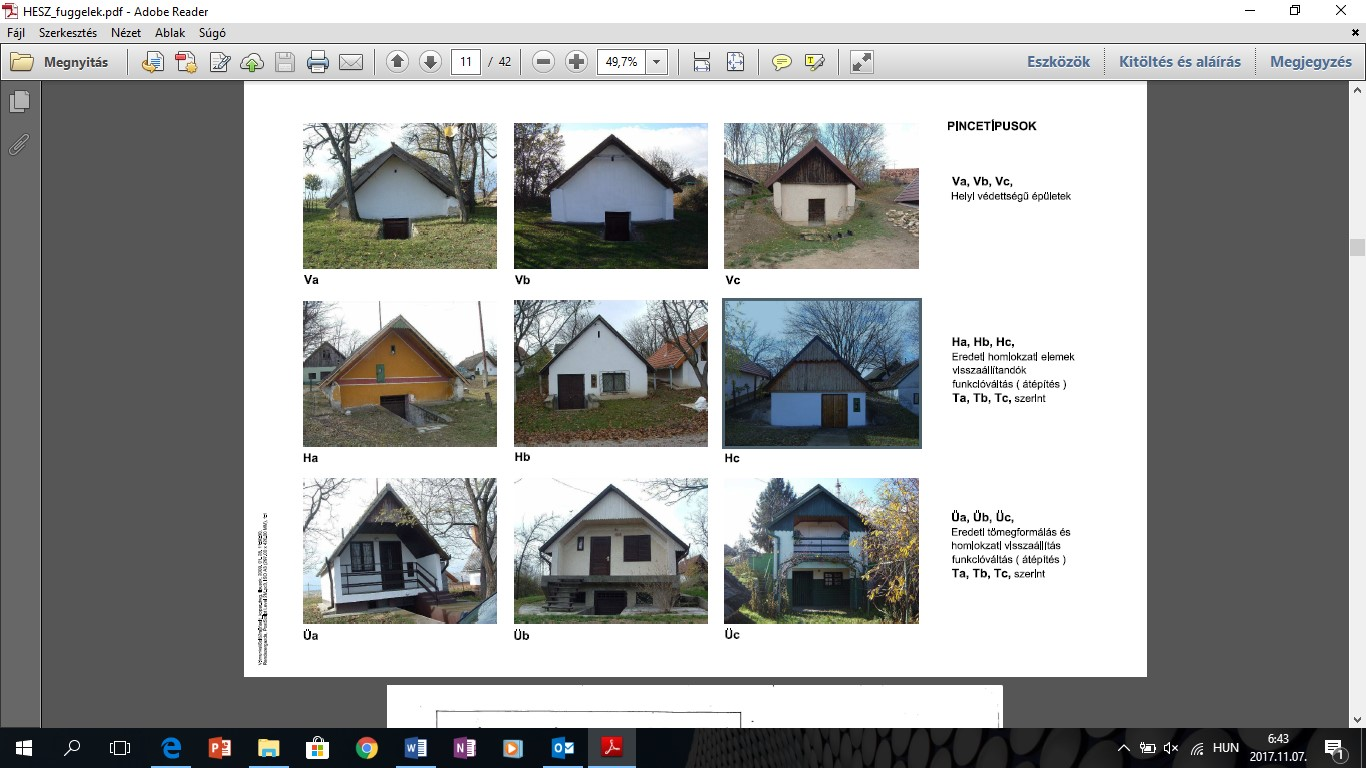 HESZ_fuggelek.pdf - Adobe Reader
Fájl Szerkesztés Nézet Ablak Súgó
Megnyitás
11 / 42
49,7%
Eszközök
Kitöltés és aláírás
Megjegyzés
PINCETÍPUSOK
Va
Vb
Vc
Va, Vb, Vc,
Helyi védettségű épületek
Ha
Hb
Hc
Ha, Hb, Hc,
Eredeti homlokzati elemek
visszaállítandók
funkcióváltás ( átépítés )
Ta, Tb, Tc, szerint
Üa
Üb
Üc
Üa, Üb, Üc,
Eredeti tömegformálás és
homlokzati visszaállítás
funkcióváltás ( átépítés )
Ta, Tb, Tc, szerint
HUN
6:43
2017.11.07.
1